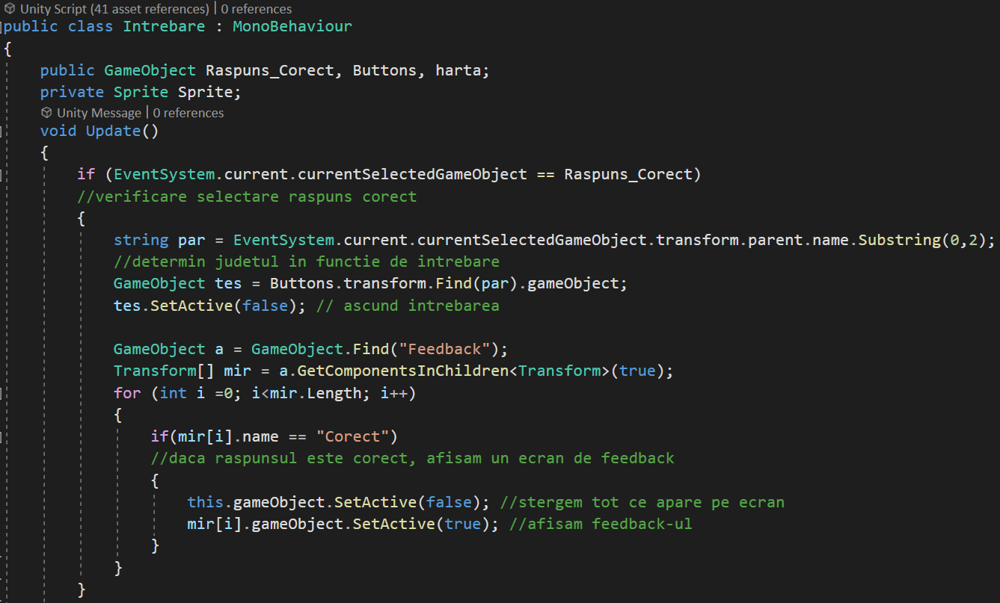 Unity Script (41 asset references) | 0 references
public class Intrebare : MonoBehaviour
{
    public GameObject Raspuns_Corect, Buttons, harta;
    private Sprite Sprite;
    Unity Message | 0 references
    void Update()
    {
        if (EventSystem.current.currentSelectedGameObject == Raspuns_Corect)
        //verificare selectare raspuns corect
        {
            string par = EventSystem.current.currentSelectedGameObject.transform.parent.name.Substring(0,2);
            //determin judetul in functie de intrebare
            GameObject tes = Buttons.transform.Find(par).gameObject;
            tes.SetActive(false); // ascund intrebarea

            GameObject a = GameObject.Find("Feedback");
            Transform[] mir = a.GetComponentsInChildren<Transform>(true);
            for (int i =0; i<mir.Length; i++)
            {
                if(mir[i].name == "Corect")
                //daca raspunsul este corect, afisam un ecran de feedback
                {
                    this.gameObject.SetActive(false); //stergem tot ce apare pe ecran
                    mir[i].gameObject.SetActive(true); //afisam feedback-ul
                }
            }
        }